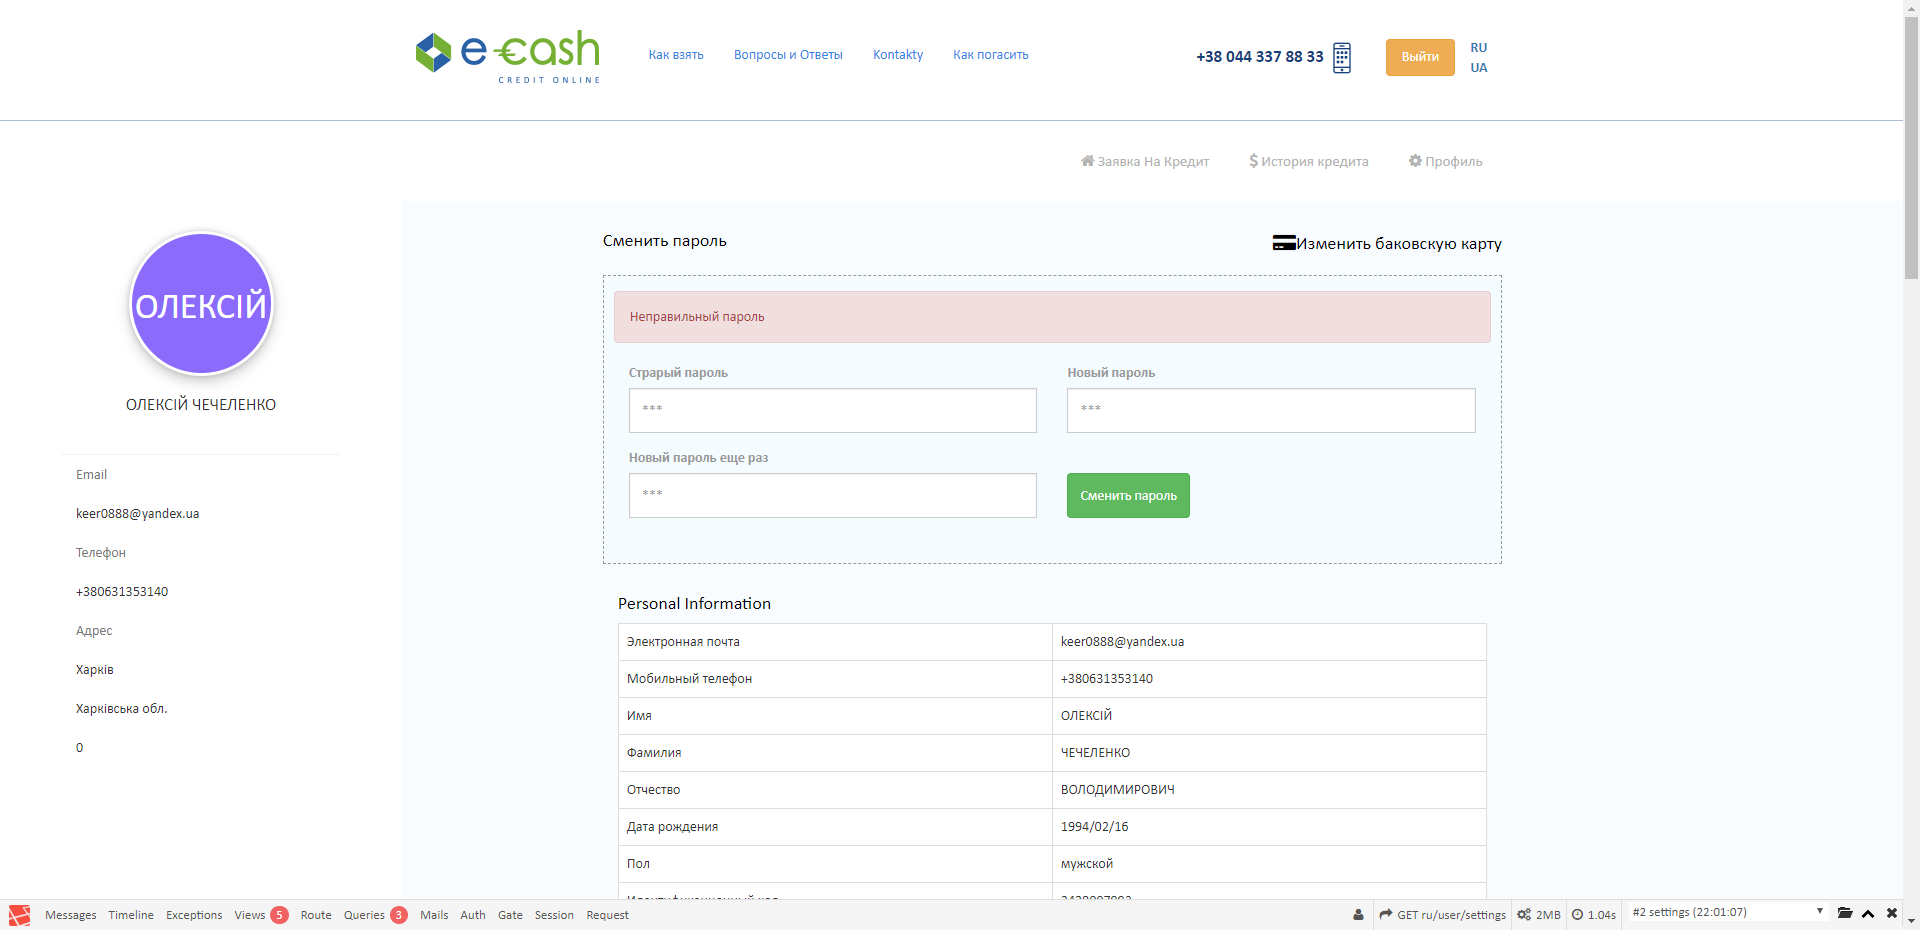 e-cash
CREDIT ONLINE
Как взять
Вопросы и Ответы
Kontakty
Как погасить
+38 044 337 88 33
Выйти
RU
UA
Заявка На Кредит
История кредита
Профиль
ОЛЕКСІЙ
ОЛЕКСІЙ ЧЕЧЕЛЕНКО
Email
keer0888@yandex.ua
Телефон
+380631353140
Адрес
Харків
Харківська обл.
0
Сменить пароль
Изменить баковскую карту
Неправильный пароль
Страрый пароль
Новый пароль
***
***
Новый пароль еще раз
***
Сменить пароль
Personal Information
Электронная почта keer0888@yandex.ua
Мобильный телефон +380631353140
Имя ОЛЕКСІЙ
Фамилия ЧЕЧЕЛЕНКО
Отчество ВОЛОДИМИРОВИЧ
Дата рождения 1994/02/16
Пол мужской
Messages Timeline Exceptions Views 5 Route Queries 3 Mails Auth Gate Session Request
GET ru/user/settings 2MB 1.04s #2 settings (22:01:07)